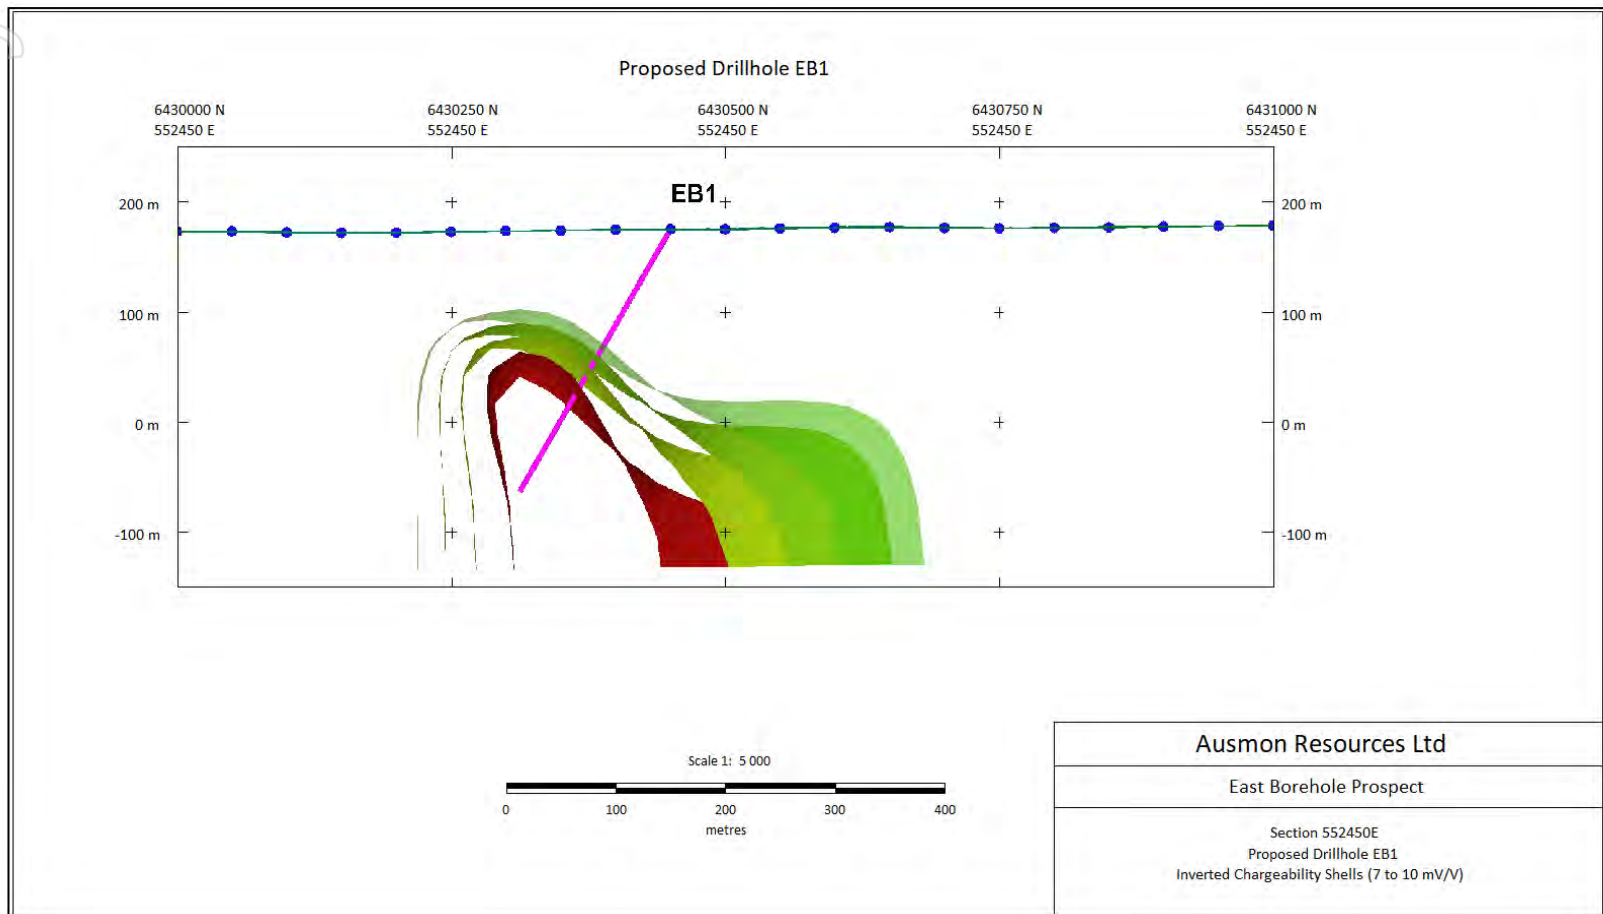 Proposed Drillhole EB1
6430000 N
552450 E
6430250 N
552450 E
6430500 N
552450 E
6430750 N
552450 E
6431000 N
552450 E
EB1
200 m
200 m
100 m
100 m
0 m
0 m
-100 m
-100 m
Scale 1: 5 000
0 100 200 300 400
metres
Ausmon Resources Ltd
East Borehole Prospect
Section 552450E
Proposed Drillhole EB1
Inverted Chargeability Shells (7 to 10 mV/V)